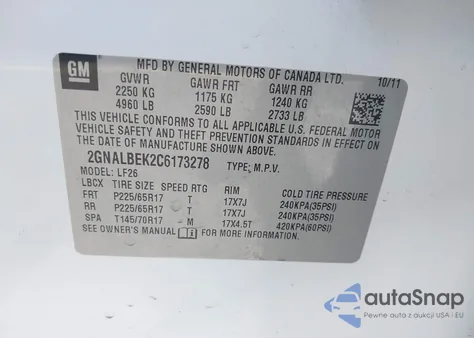 GM
MFD BY GENERAL MOTORS OF CANADA LTD.
10/11
GVWR GAWR FRT GAWR RR
2250 KG 1175 KG 1240 KG
4960 LB 2590 LB 2733 LB
THIS VEHICLE CONFORMS TO ALL APPLICABLE U.S. FEDERAL MOTOR
VEHICLE SAFETY AND THEFT PREVENTION STANDARDS IN EFFECT ON
THE DATE OF MANUFACTURE SHOWN ABOVE.
2GNALBEK2C6173278 TYPE: M.P.V.
MODEL: LF26
LBCX TIRE SIZE SPEED RTG RIM COLD TIRE PRESSURE
FRT P225/65R17 T 17X7J 240KPA(35PSI)
RR P225/65R17 T 17X7J 240KPA(35PSI)
SPA T145/70R17 M 17X4.5T 420KPA(60PSI)
SEE OWNER'S MANUAL FOR MORE INFORMATION.
autoSnap
Pewne auta z USA i EU